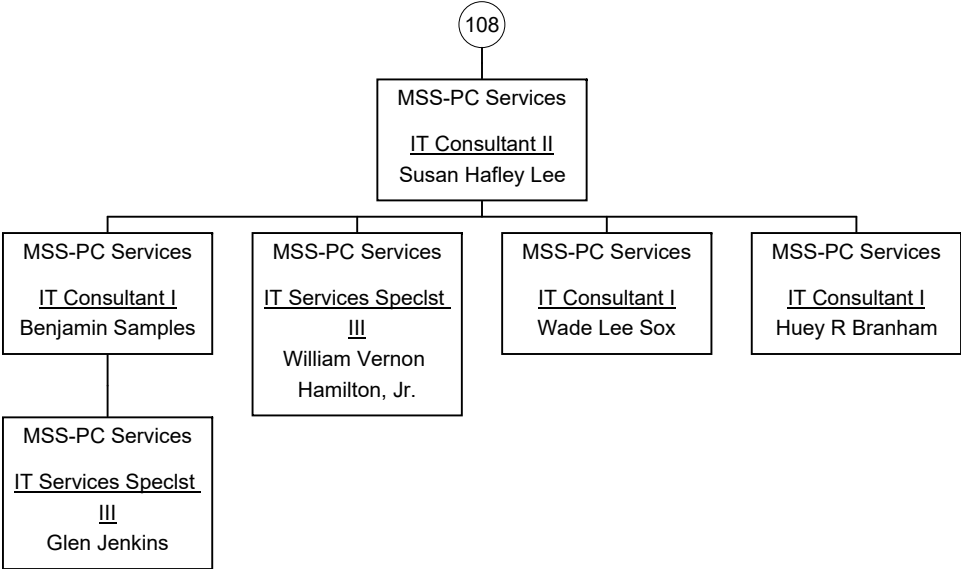 108
MSS-PC Services
IT Consultant II
Susan Hafley Lee
MSS-PC Services
IT Consultant I
Benjamin Samples
MSS-PC Services
IT Services Speclst
III
William Vernon
Hamilton, Jr.
MSS-PC Services
IT Consultant I
Wade Lee Sox
MSS-PC Services
IT Consultant I
Huey R Branham
MSS-PC Services
IT Services Speclst
III
Glen Jenkins